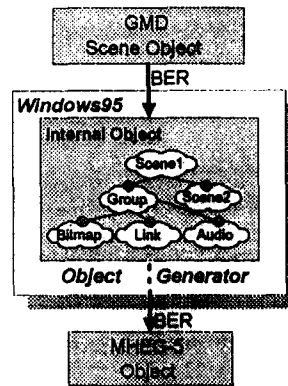 GMD
Scene Object
BER
Windows95
Internal Object
Scene1
Group
Scene2
Bitmap
Link
Audio
Object Generator
BER
MHEG-5
Object